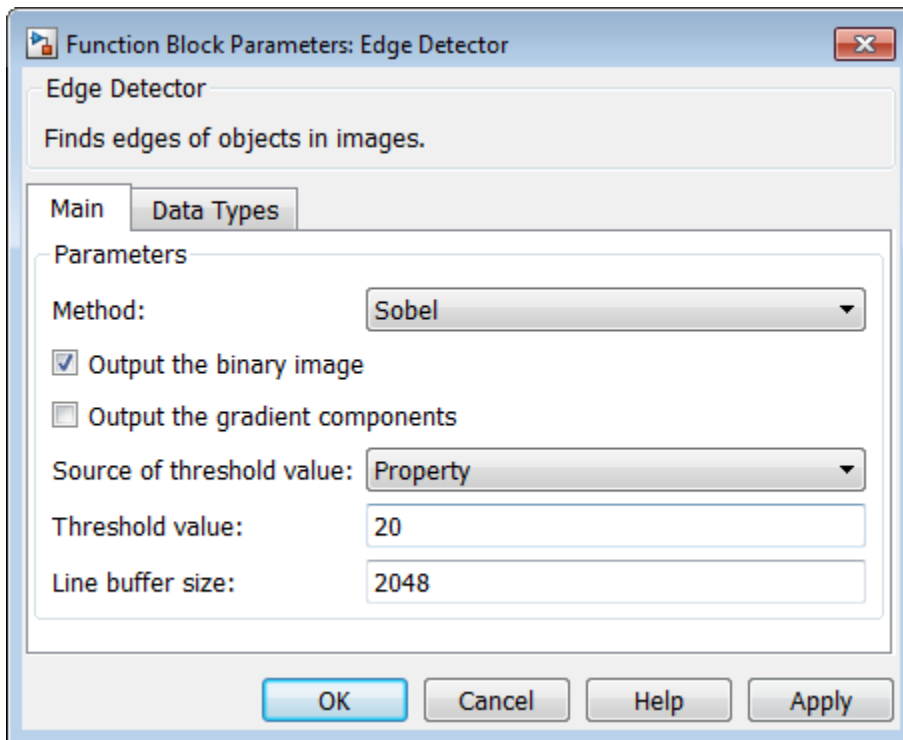 Function Block Parameters: Edge Detector
Edge Detector
Finds edges of objects in images.
Main Data Types
Parameters
Method: Sobel
Output the binary image
Output the gradient components
Source of threshold value: Property
Threshold value: 20
Line buffer size: 2048
OK Cancel Help Apply